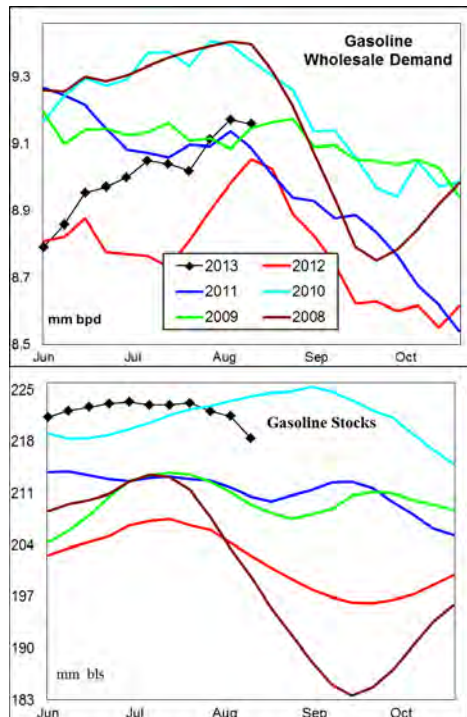 Gasoline
Wholesale Demand
9.3
9.1
8.9
8.7
8.5
2013
2012
2011
2010
2009
2008
mm bpd
Jun
Jul
Aug
Sep
Oct
225
218
211
204
197
190
183
Gasoline Stocks
mm bls
Jun
Jul
Aug
Sep
Oct